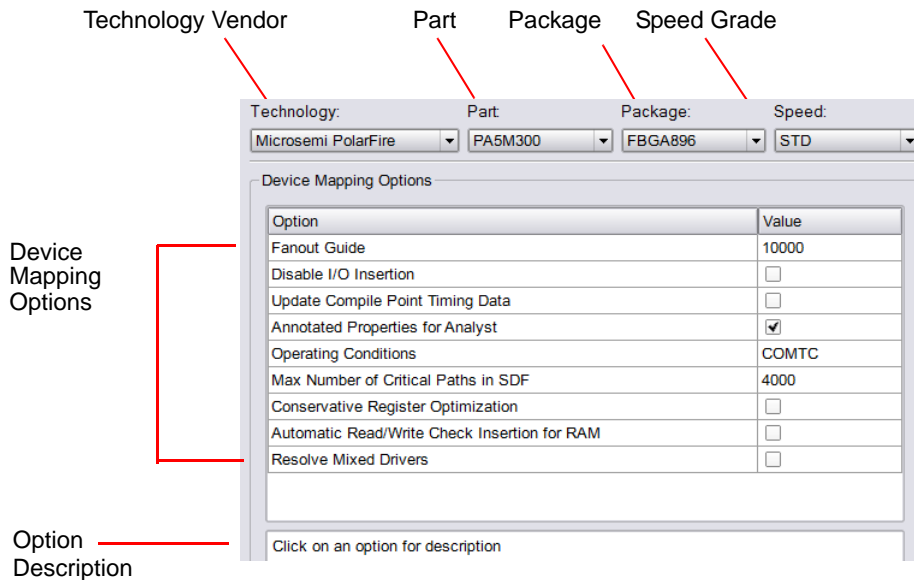 Technology Vendor Part Package Speed Grade
Technology: Part: Package: Speed:
Microsemi PolarFire PA5M300 FBGA896 STD
Device Mapping Options
Option Value
Fanout Guide 10000
Disable I/O Insertion
Update Compile Point Timing Data
Annotated Properties for Analyst
Operating Conditions COMTC
Max Number of Critical Paths in SDF 4000
Conservative Register Optimization
Automatic Read/Write Check Insertion for RAM
Resolve Mixed Drivers
Device
Mapping
Options
Click on an option for description
Option
Description